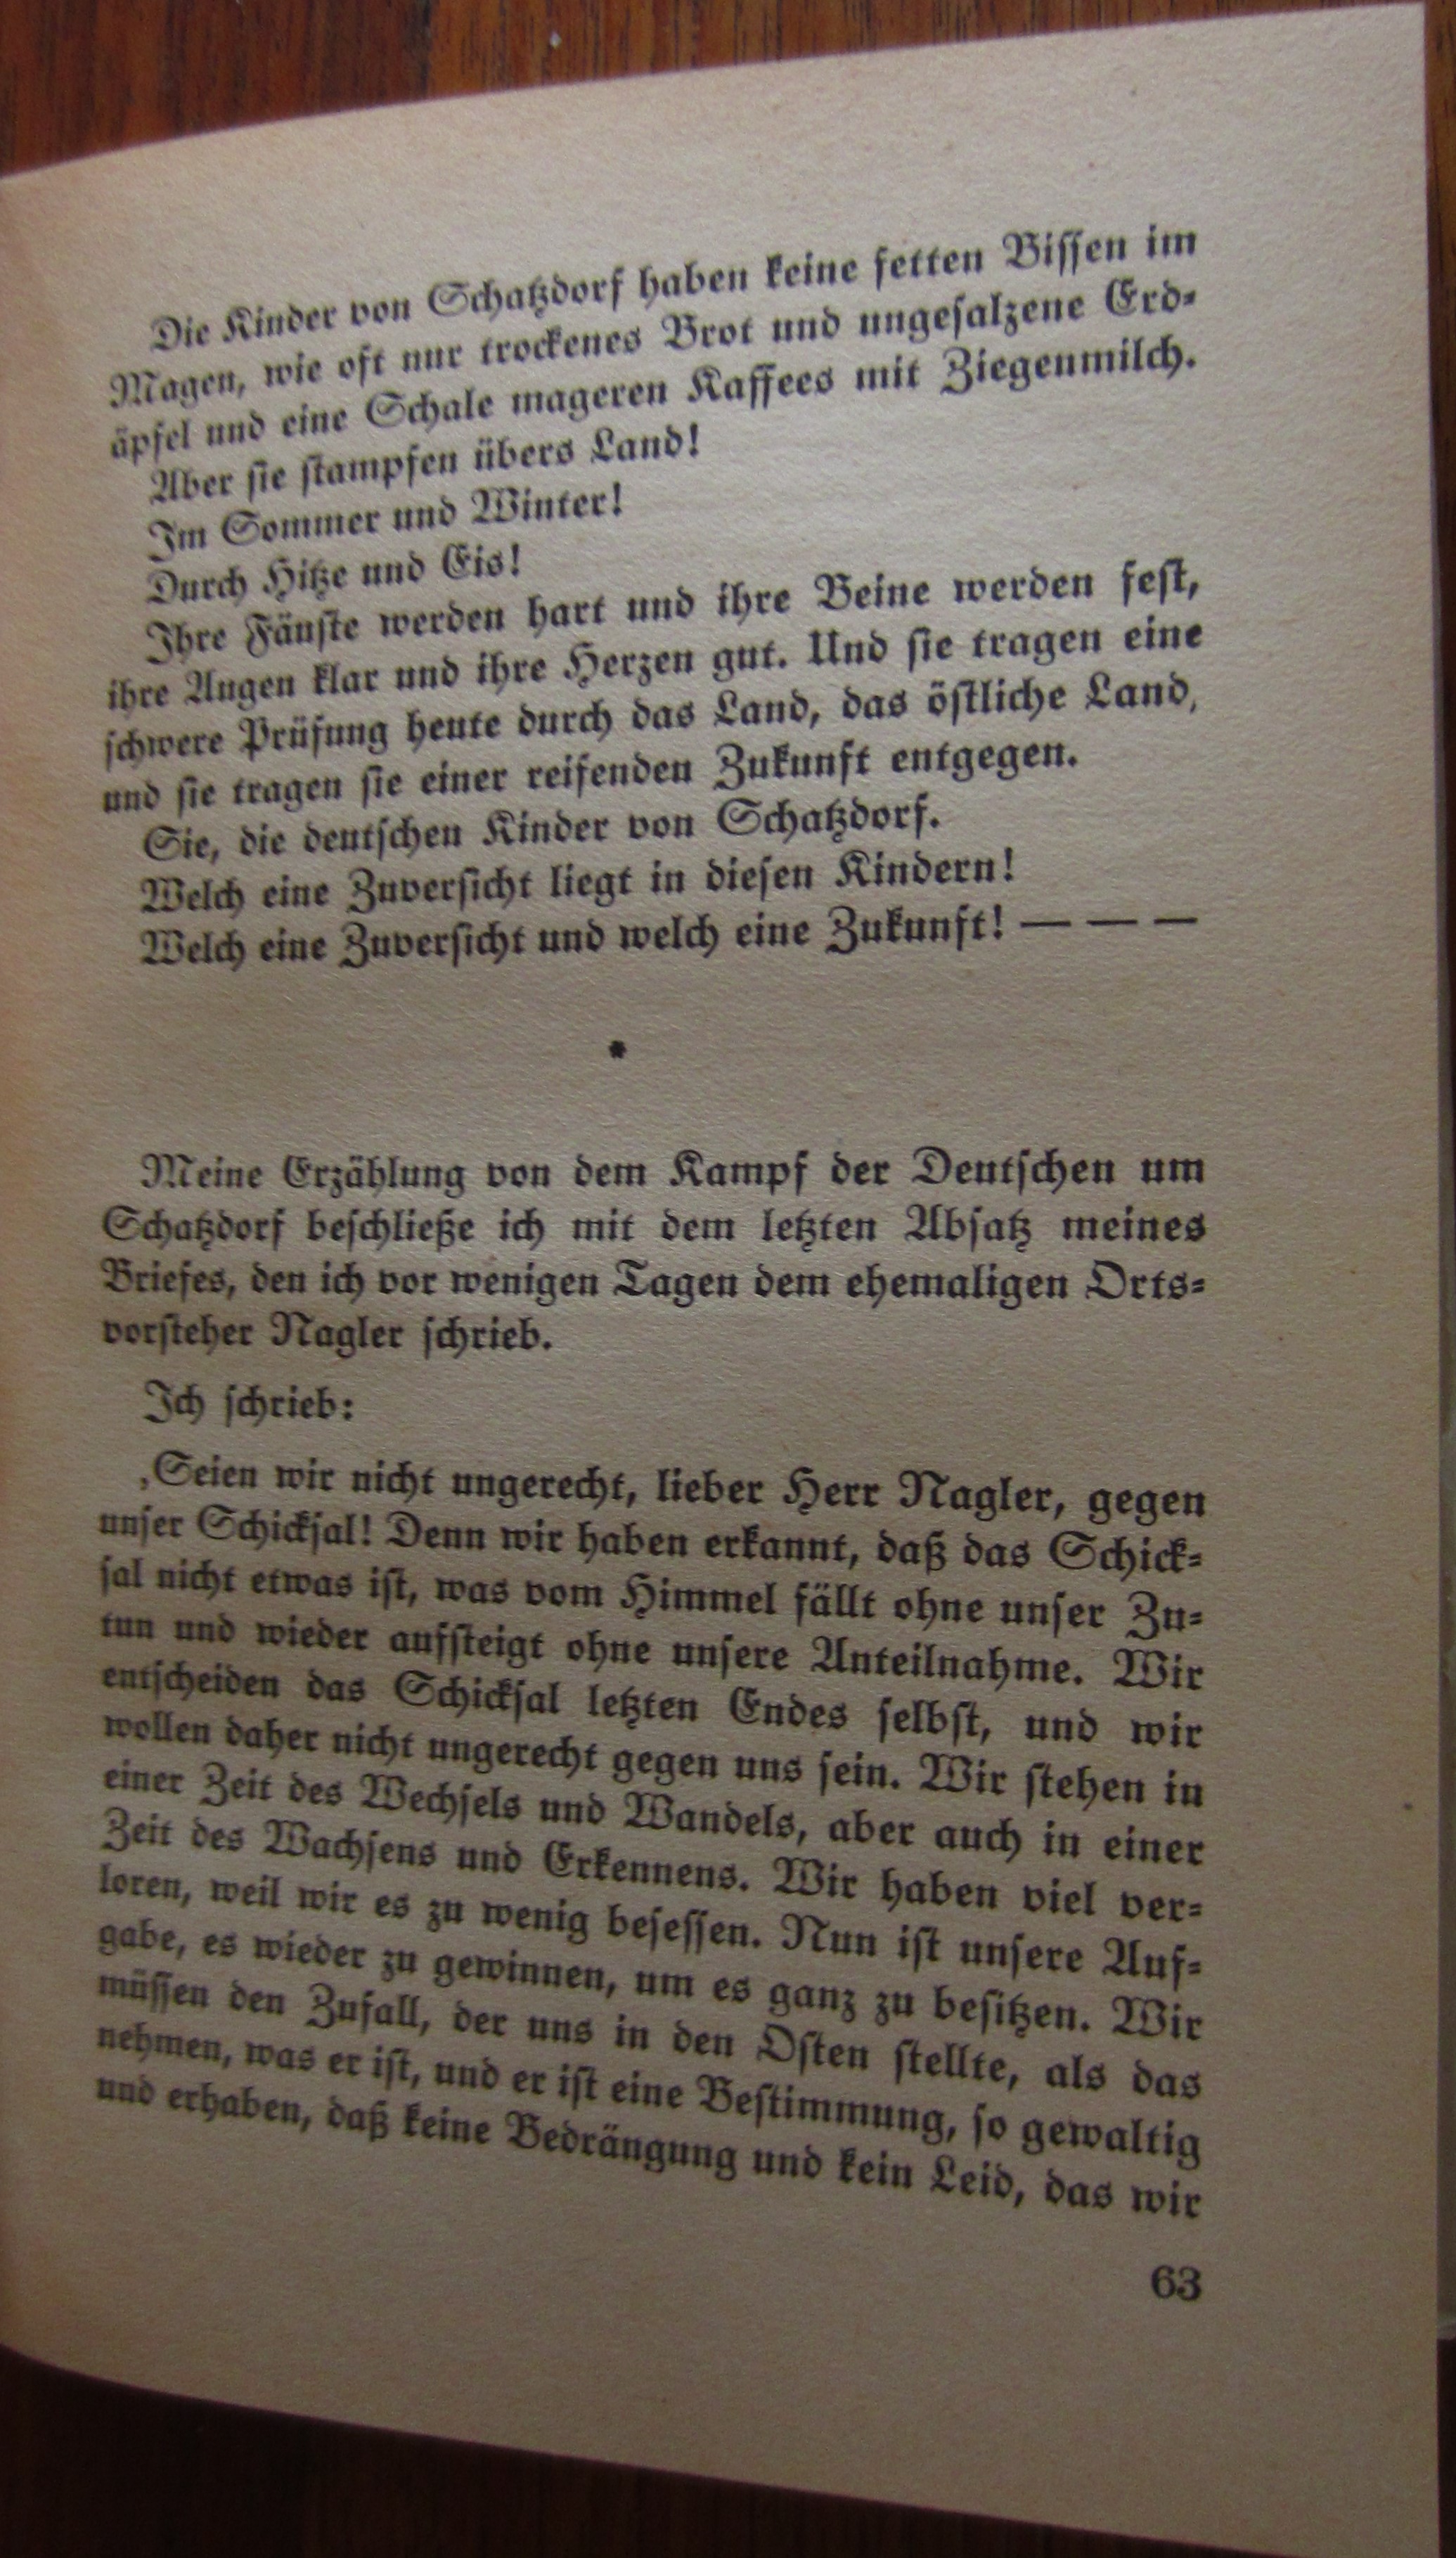 Die Kinder von Schatzdorf haben keine fetten Bissen im
Magen, wie oft nur trockenes Brot und ungesalzene Erd-
äpfel und eine Schale mageren Kaffees mit Ziegenmilch.
Aber sie stampfen übers Land!
Im Sommer und Winter!
Durch Hitze und Eis!
Ihre Fäuste werden hart und ihre Beine werden fest,
ihre Augen klar und ihre Herzen gut. Und sie tragen eine
schwere Prüfung heute durch das Land, das östliche Land,
und sie tragen sie einer reifenden Zukunft entgegen.
Sie, die deutschen Kinder von Schatzdorf.
Welch eine Zuversicht liegt in diesen Kindern!
Welch eine Zuversicht und welch eine Zukunft! — — —
*
Meine Erzählung von dem Kampf der Deutschen um
Schatzdorf beschließe ich mit dem letzten Absatz meines
Briefes, den ich vor wenigen Tagen dem ehemaligen Orts-
vorsteher Nagler schrieb.
Ich schrieb:
‚Seien wir nicht ungerecht, lieber Herr Nagler, gegen
unser Schicksal! Denn wir haben erkannt, daß das Schick-
sal nicht etwas ist, was vom Himmel fällt ohne unser Zu-
tun und wieder aufsteigt ohne unsere Anteilnahme. Wir
entscheiden das Schicksal letzten Endes selbst, und wir
wollen daher nicht ungerecht gegen uns sein. Wir stehen in
einer Zeit des Wechsels und Wandels, aber auch in einer
Zeit des Wachsens und Erkennens. Wir haben viel ver-
loren, weil wir es zu wenig besessen. Nun ist unsere Auf-
gabe, es wieder zu gewinnen, um es ganz zu besitzen. Wir
müssen den Zufall, der uns in den Osten stellte, als das
nehmen, was er ist, und er ist eine Bestimmung, so gewaltig
und erhaben, daß keine Bedrängung und kein Leid, das wir
63